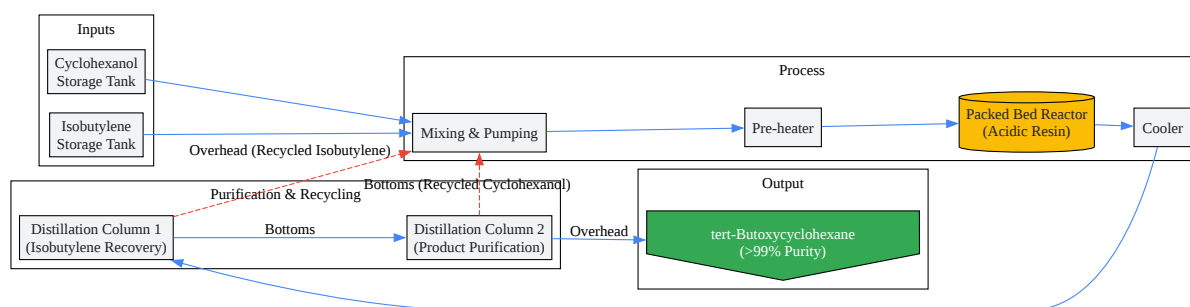 Inputs
Cyclohexanol
Storage Tank
Isobutylene
Storage Tank
Process
Mixing & Pumping
Pre-heater
Packed Bed Reactor
(Acidic Resin)
Cooler
Overhead (Recycled Isobutylene)
Bottoms (Recycled Cyclohexanol)
Purification & Recycling
Distillation Column 1
(Isobutylene Recovery)
Bottoms
Distillation Column 2
(Product Purification)
Overhead
Output
tert-Butoxycyclohexane
(>99% Purity)